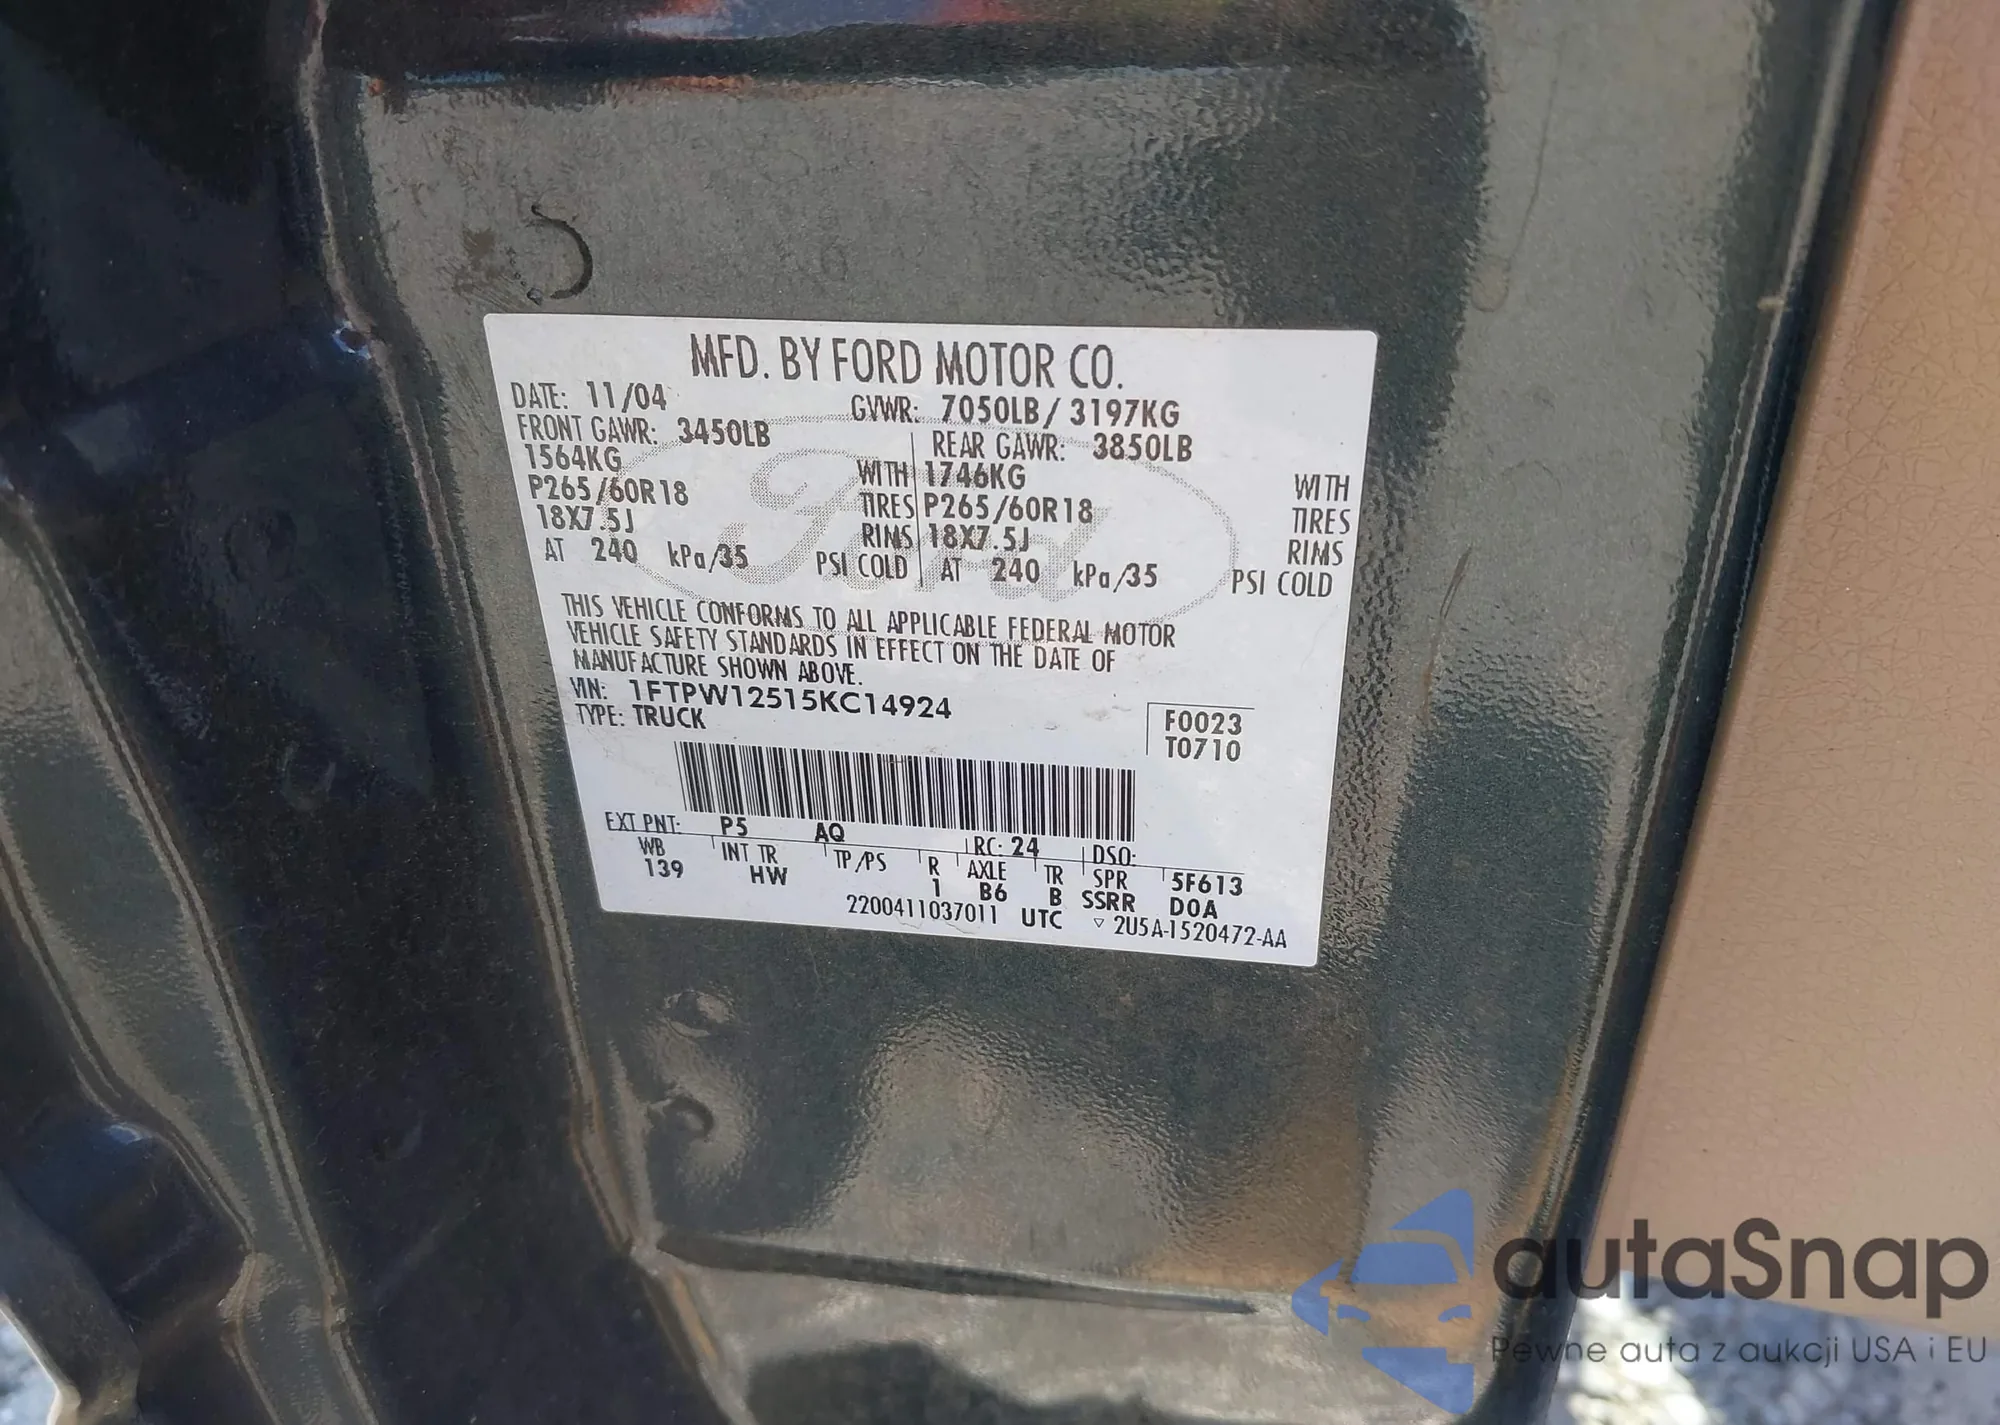 MFD. BY FORD MOTOR CO.
DATE: 11/04 GVWR: 7050LB/ 3197KG
FRONT GAWR: 3450LB REAR GAWR: 3850LB
1564KG WITH 1746KG WITH
P265/60R18 TIRES P265/60R18 TIRES
18X7.5J RIMS 18X7.5J RIMS
AT 240 kPa/35 PSI COLD AT 240 kPa/35 PSI COLD
Ford
THIS VEHICLE CONFORMS TO ALL APPLICABLE FEDERAL MOTOR
VEHICLE SAFETY STANDARDS IN EFFECT ON THE DATE OF
MANUFACTURE SHOWN ABOVE.
VIN: 1FTPW12515KC14924
TYPE: TRUCK
F0023
T0710
EXT PNT: P5 AQ RC: 24 DSO:
WB INT TR TP/PS R AXLE TR SPR 5F613
139 HW 1 B6 B SSRR D0A
2200411037011 UTC ▽ 2U5A-1520472-AA
autaSnap
Pewne auta z aukcji USA i EU